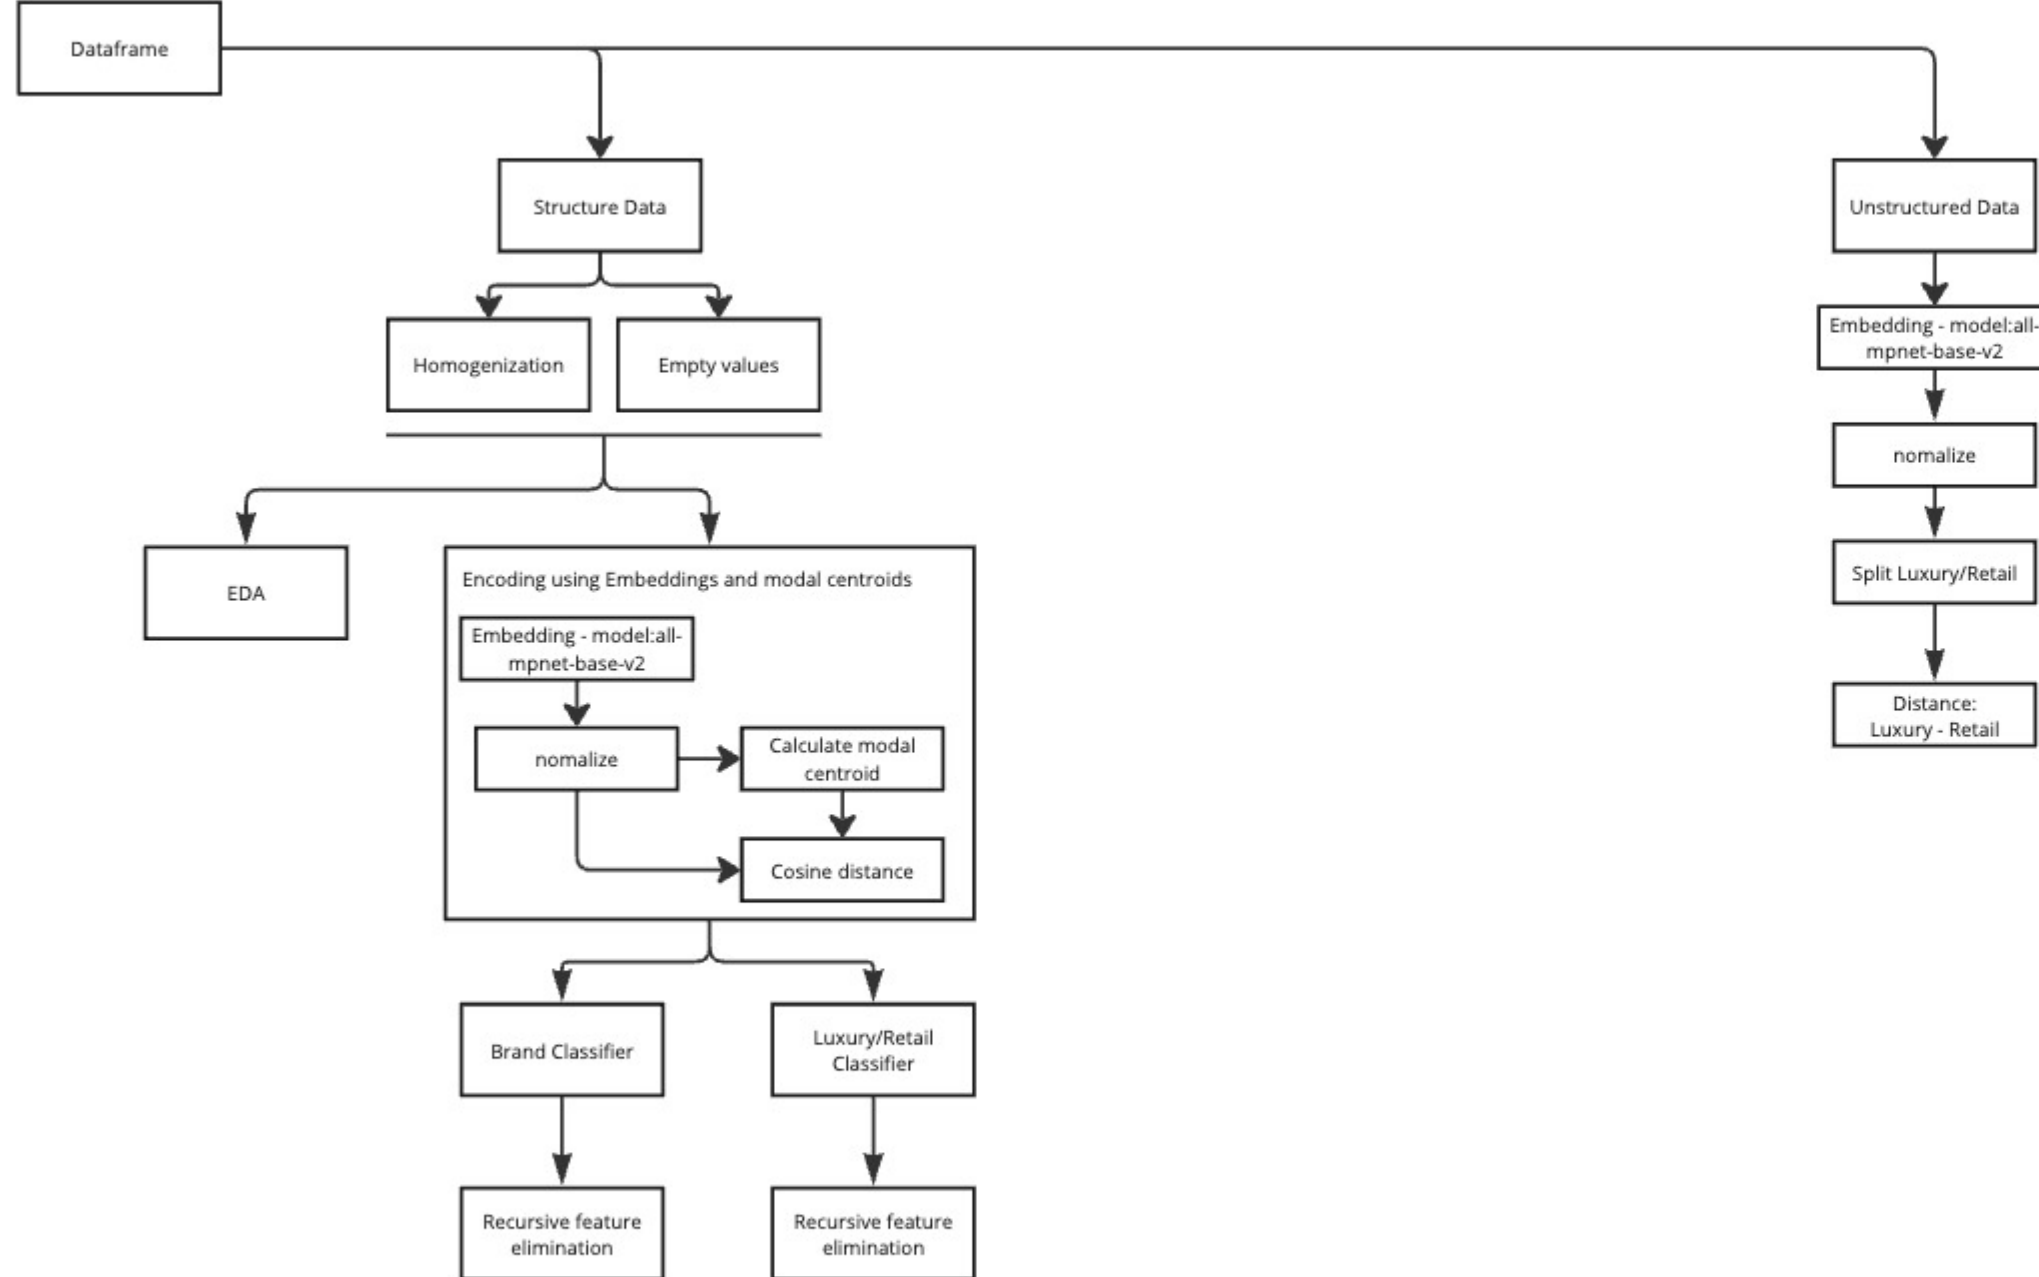 Dataframe
Structure Data
Unstructured Data
Homogenization
Empty values
Embedding - model:all-
mpnet-base-v2
nomalize
Split Luxury/Retail
Distance:
Luxury - Retail
EDA
Encoding using Embeddings and modal centroids
Embedding - model:all-
mpnet-base-v2
nomalize
Calculate modal
centroid
Cosine distance
Brand Classifier
Luxury/Retail
Classifier
Recursive feature
elimination
Recursive feature
elimination